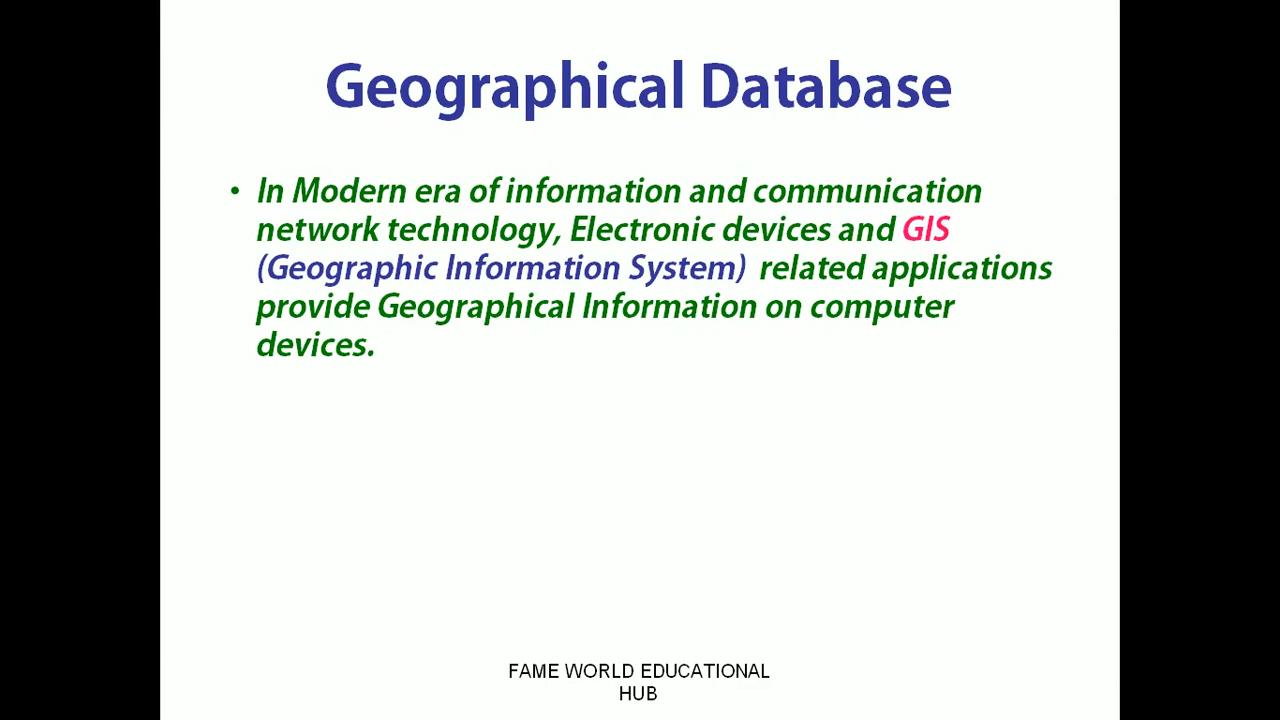 Geographical Database
• In Modern era of information and communication
network technology, Electronic devices and GIS
(Geographic Information System) related applications
provide Geographical Information on computer
devices.
FAME WORLD EDUCATIONAL
HUB